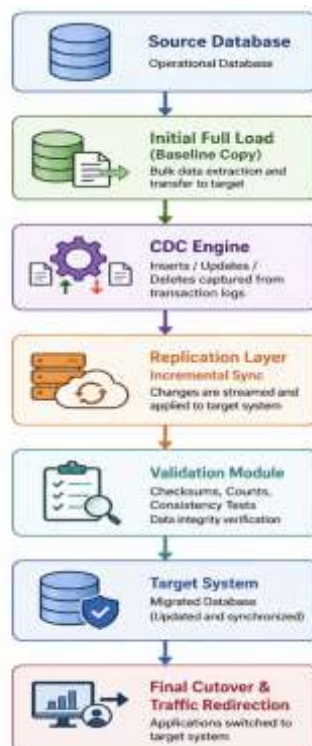 Source Database
Operational Database
Initial Full Load
(Baseline Copy)
Bulk data extraction and
transfer to target
CDC Engine
Inserts / Updates /
Deletes captured from
transaction logs
Replication Layer
Incremental Sync
Changes are streamed and
applied to target system
Validation Module
Checksums, Counts,
Consistency Tests
Data integrity verification
Target System
Migrated Database
(Updated and synchronized)
Final Cutover &
Traffic Redirection
Applications switched to
target system